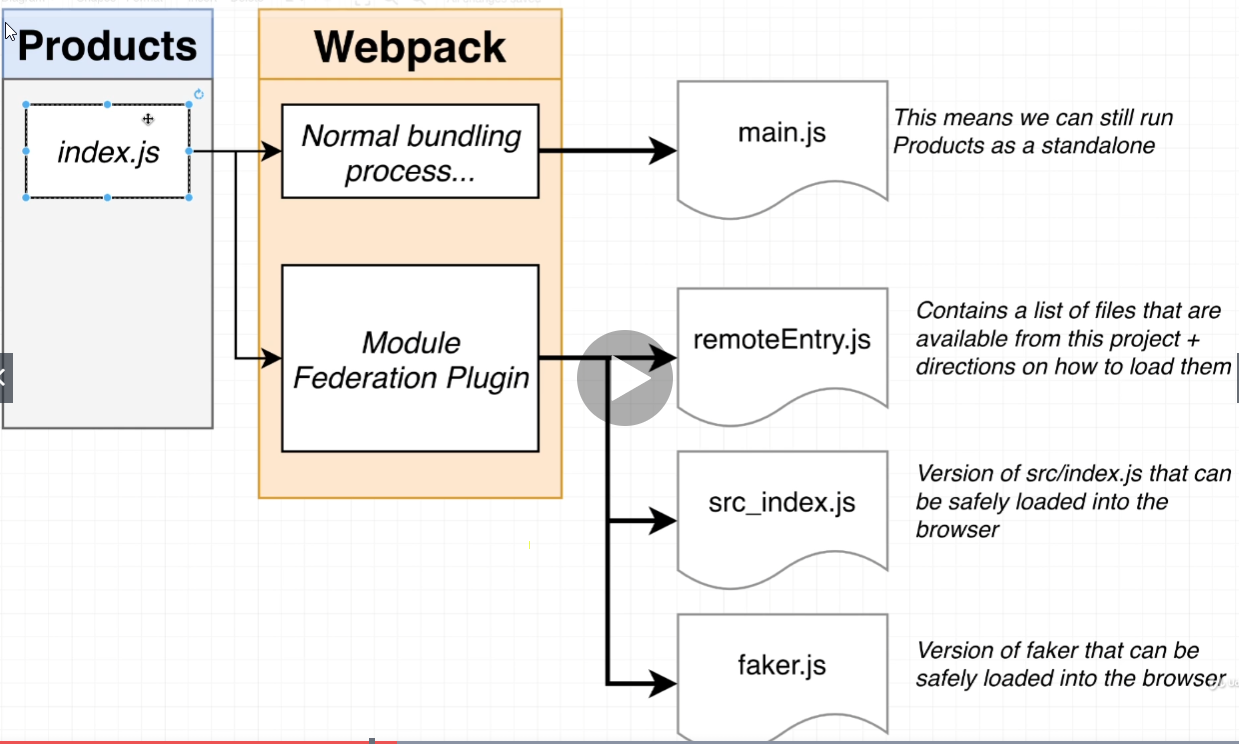 Products
Webpack
index.js
Normal bundling
process...
main.js
This means we can still run
Products as a standalone
Module
Federation Plugin
remoteEntry.js
Contains a list of files that are
available from this project +
directions on how to load them
src_index.js
Version of src/index.js that can
be safely loaded into the
browser
faker.js
Version of faker that can be
safely loaded into the browser